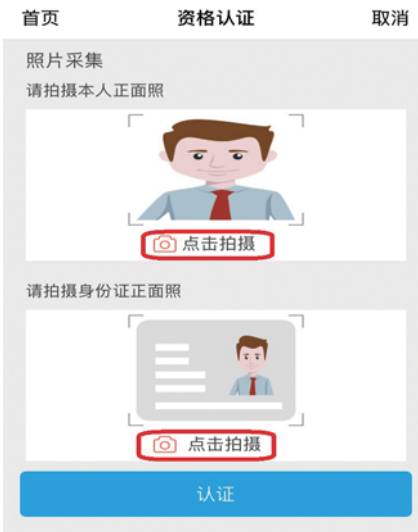 首页 资格认证 取消
照片采集
请拍摄本人正面照
点击拍摄
请拍摄身份证正面照
点击拍摄
认证